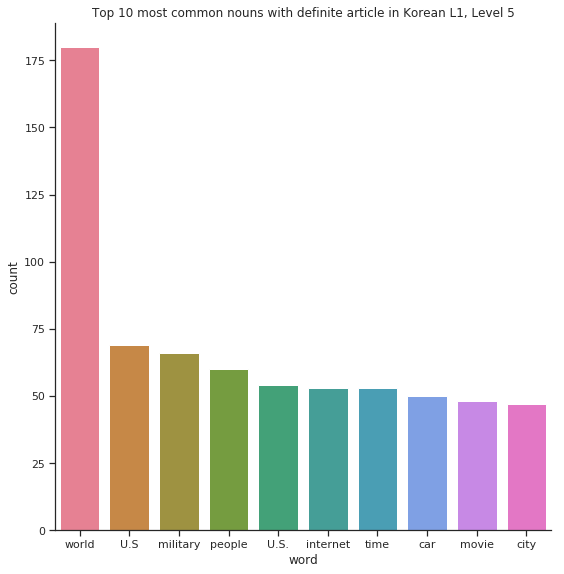 Top 10 most common nouns with definite article in Korean L1, Level 5
175
150
125
100
75
50
25
0
count
world U.S military people U.S. internet time car movie city
word